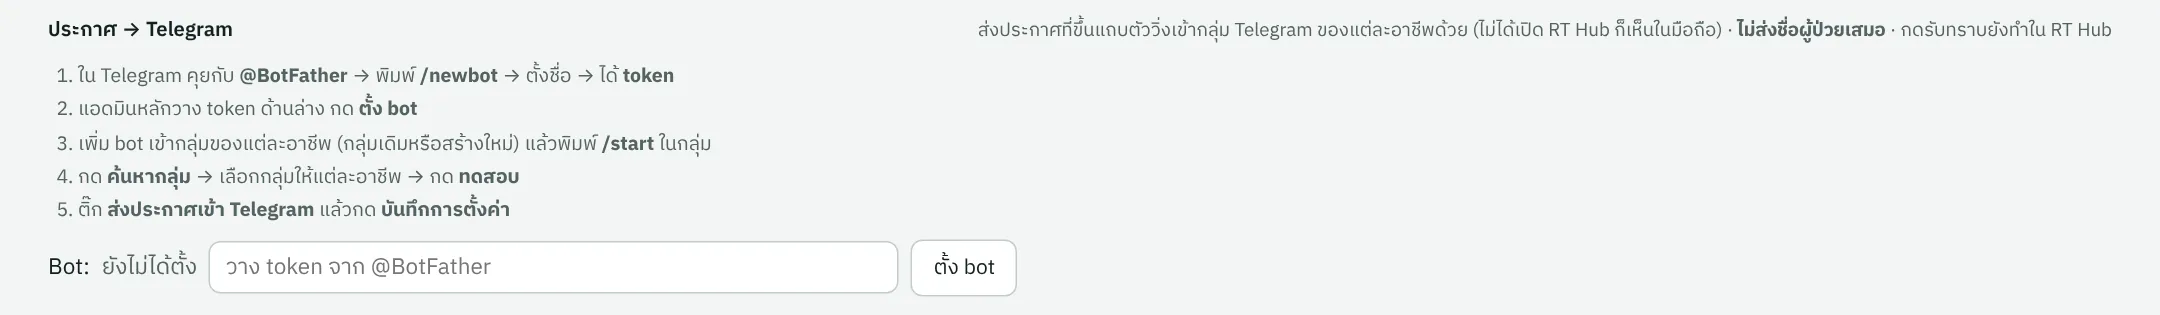 ประกาศ → Telegram
ส่งประกาศที่ขึ้นแถบตัววิ่งเข้ากลุ่ม Telegram ของแต่ละอาชีพด้วย (ไม่ได้เปิด RT Hub ก็เห็นในมือถือ) · ไม่ส่งชื่อผู้ป่วยเสมอ · กดรับทราบยังทำใน RT Hub
1. ใน Telegram คุยกับ @BotFather → พิมพ์ /newbot → ตั้งชื่อ → ได้ token
2. แอดมินหลักวาง token ด้านล่าง กด ตั้ง bot
3. เพิ่ม bot เข้ากลุ่มของแต่ละอาชีพ (กลุ่มเดิมหรือสร้างใหม่) แล้วพิมพ์ /start ในกลุ่ม
4. กด ค้นหากลุ่ม → เลือกกลุ่มให้แต่ละอาชีพ → กด ทดสอบ
5. ติ๊ก ส่งประกาศเข้า Telegram แล้วกด บันทึกการตั้งค่า
Bot: ยังไม่ได้ตั้ง วาง token จาก @BotFather ตั้ง bot